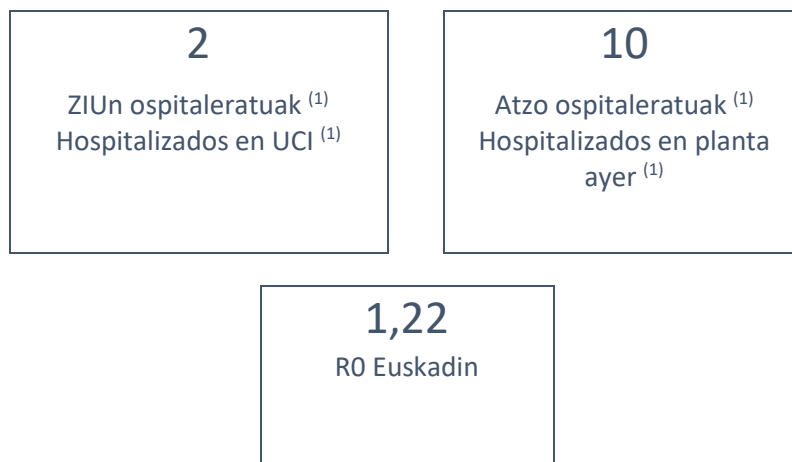 2
ZIUn ospitaleratuak (1)
Hospitalizados en UCI (1)
10
Atzo ospitaleratuak (1)
Hospitalizados en planta
ayer (1)
1,22
R0 Euskadin